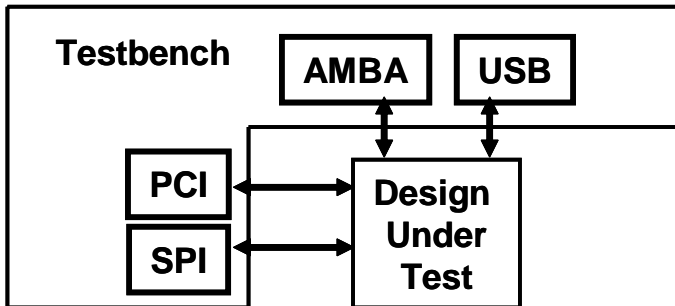 Testbench
AMBA
USB
PCI
SPI
Design
Under
Test